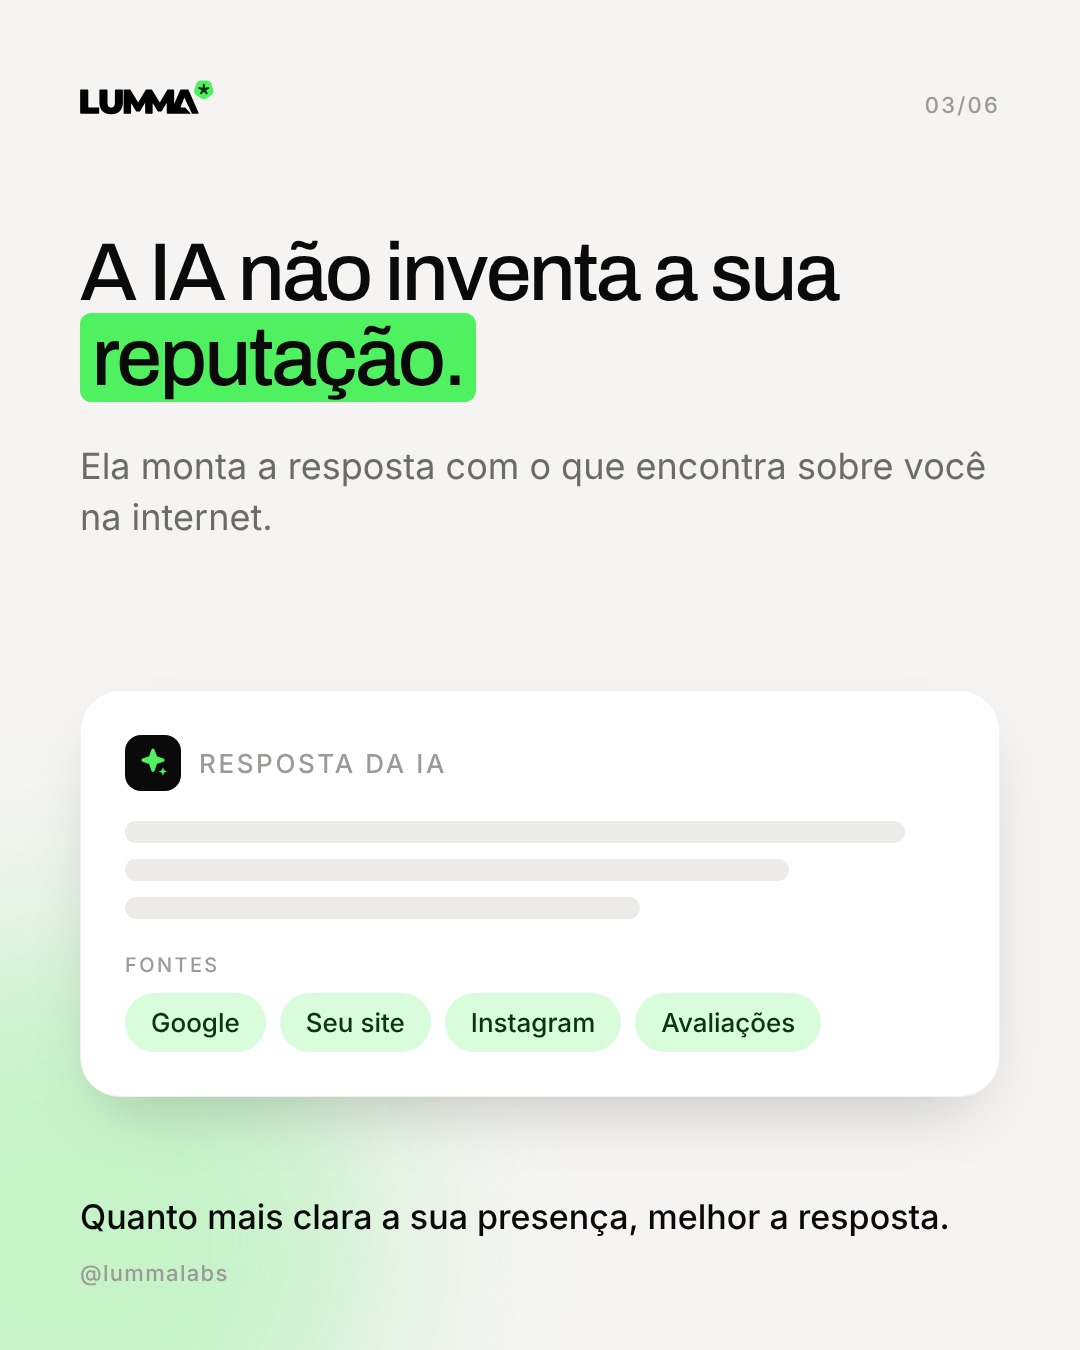 LUMMA
03/06
A IA não inventa a sua
reputação.
Ela monta a resposta com o que encontra sobre você
na internet.
RESPOSTA DA IA
FONTES
Google Seu site Instagram Avaliações
Quanto mais clara a sua presença, melhor a resposta.
@lummalabs